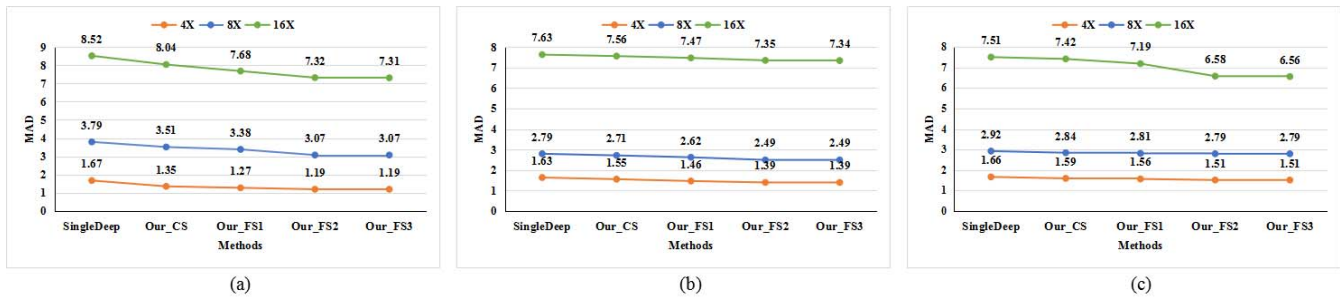 4X 8X 16X
9
8
7
6
5
4
3
2
1
0
MAD
8.52 8.04 7.68 7.32 7.31
3.79 3.51 3.38 3.07 3.07
1.67 1.35 1.27 1.19 1.19
SingleDeep Our_CS Our_FS1 Our_FS2 Our_FS3
Methods
(a)
4X 8X 16X
8
7
6
5
4
3
2
1
0
MAD
7.63 7.56 7.47 7.35 7.34
2.79 2.71 2.62 2.49 2.49
1.63 1.55 1.46 1.39 1.39
SingleDeep Our_CS Our_FS1 Our_FS2 Our_FS3
Methods
(b)
4X 8X 16X
8
7
6
5
4
3
2
1
0
MAD
7.51 7.42 7.19 6.58 6.56
2.92 2.84 2.81 2.79 2.79
1.66 1.59 1.56 1.51 1.51
SingleDeep Our_CS Our_FS1 Our_FS2 Our_FS3
Methods
(c)